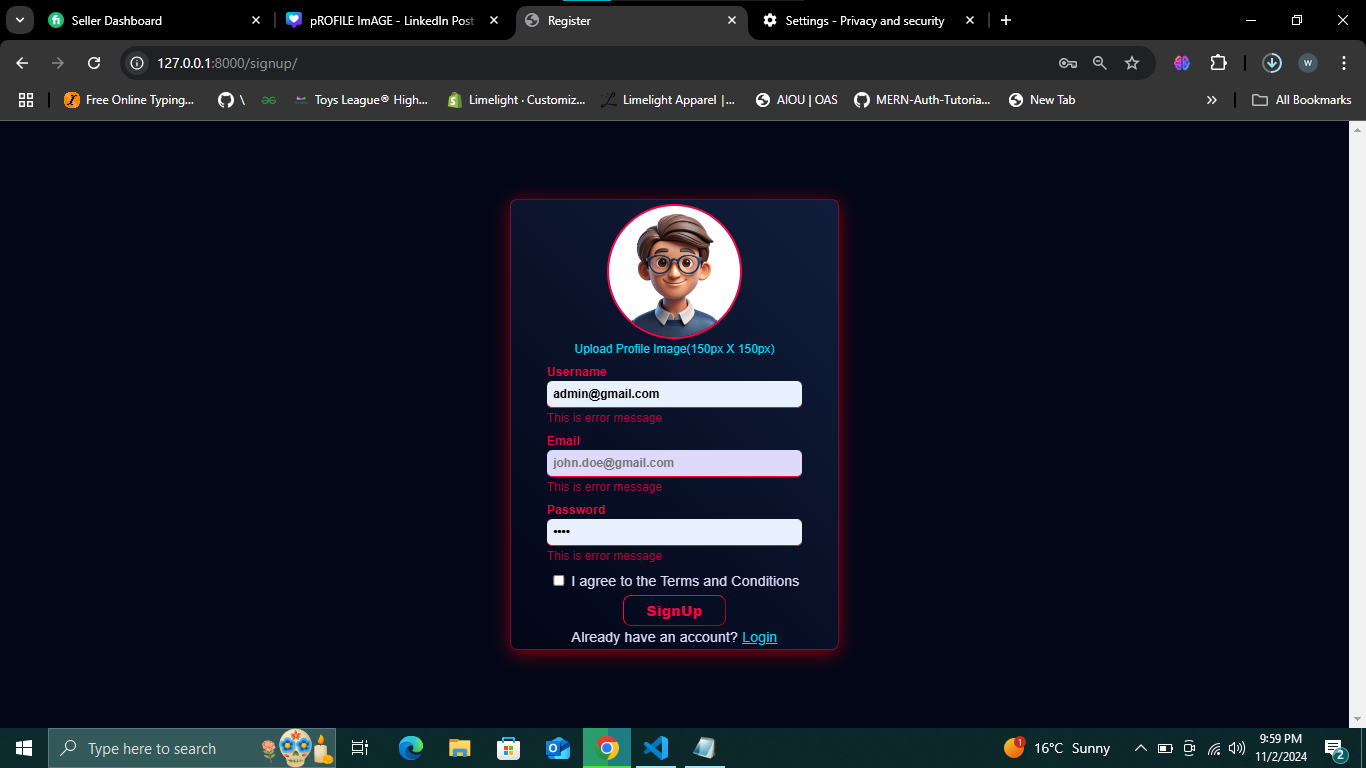 Seller Dashboard
pROFILE ImAGE - LinkedIn Post
Register
Settings - Privacy and security
127.0.0.1:8000/signup/
W
Free Online Typing...
\
Toys League® High...
Limelight · Customiz...
Limelight Apparel |...
AIOU | OAS
MERN-Auth-Tutoria...
New Tab
»
All Bookmarks
Upload Profile Image(150px X 150px)
Username
admin@gmail.com
This is error message
Email
john.doe@gmail.com
This is error message
Password
••••
This is error message
I agree to the Terms and Conditions
SignUp
Already have an account? Login
Type here to search
1
16°C Sunny
9:59 PM
11/2/2024
2